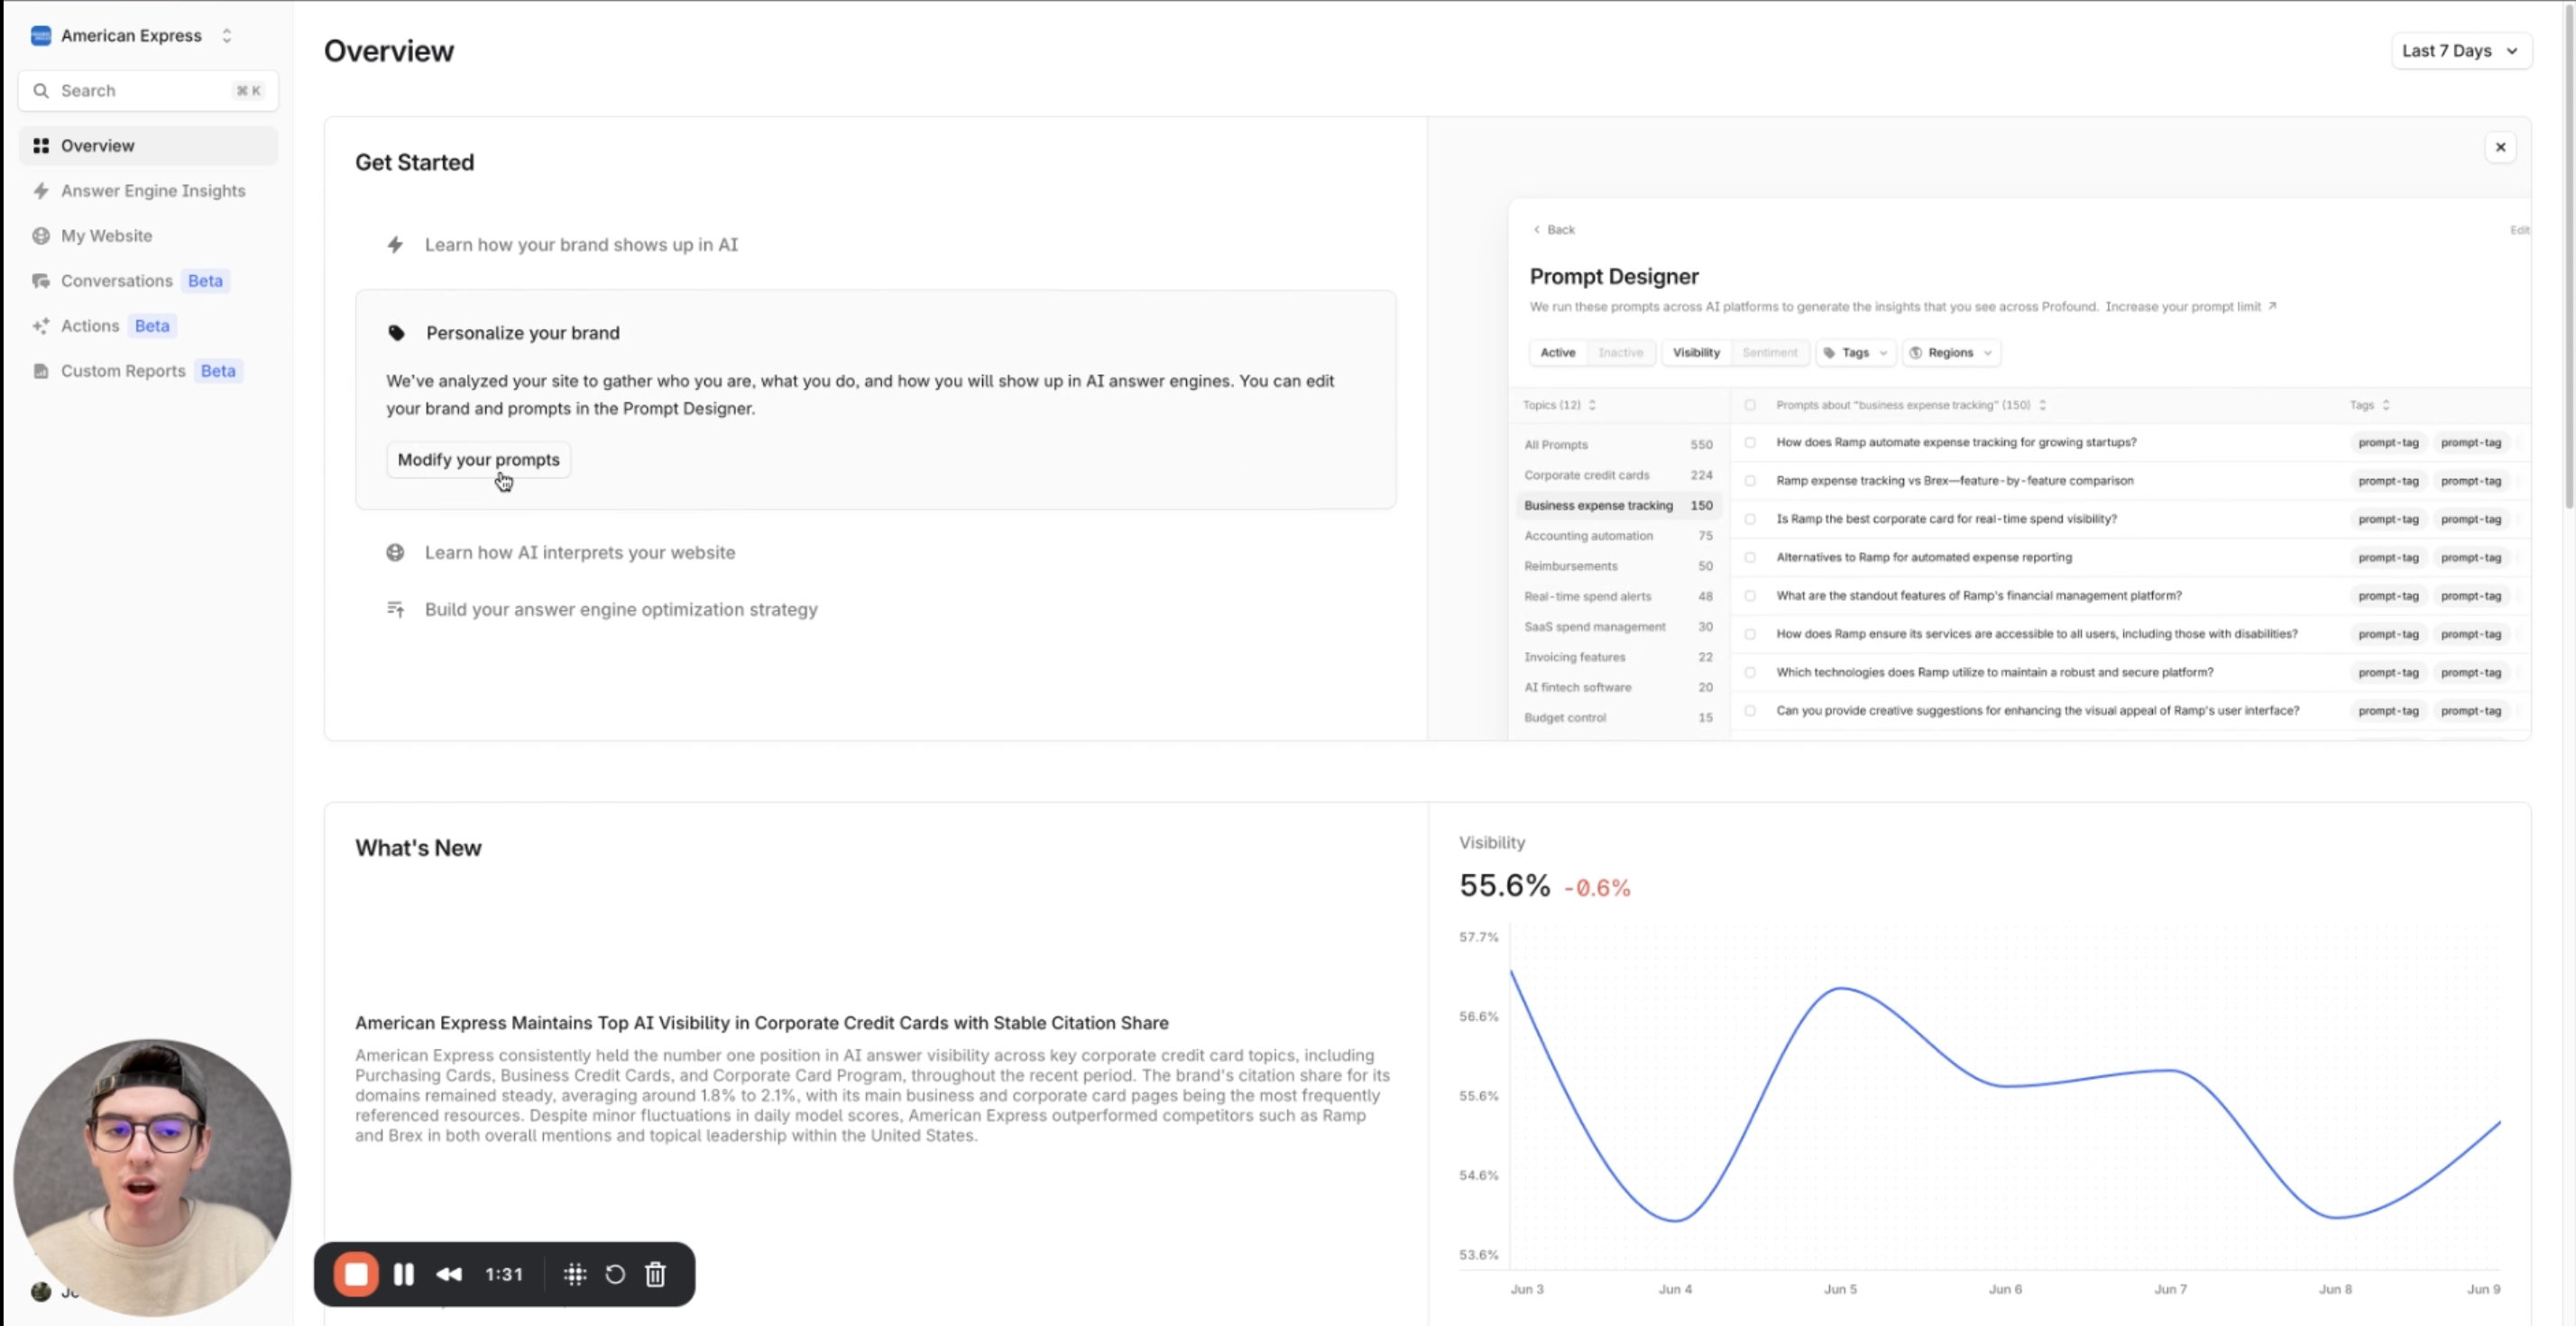 American Express
Search
⌘ K
Overview
Answer Engine Insights
My Website
Conversations Beta
Actions Beta
Custom Reports Beta
Overview
Last 7 Days
Get Started
Learn how your brand shows up in AI
Personalize your brand
We've analyzed your site to gather who you are, what you do, and how you will show up in AI answer engines. You can edit
your brand and prompts in the Prompt Designer.
Modify your prompts
Learn how AI interprets your website
Build your answer engine optimization strategy
Back
Edit
Prompt Designer
We run these prompts across AI platforms to generate the insights that you see across Profound. Increase your prompt limit ↗
Active Inactive Visibility Sentiment Tags Regions
Topics (12) Prompts about "business expense tracking" (150) Tags
All Prompts 550
Corporate credit cards 224
Business expense tracking 150
Accounting automation 75
Reimbursements 50
Real-time spend alerts 48
SaaS spend management 30
Invoicing features 22
AI fintech software 20
Budget control 15
How does Ramp automate expense tracking for growing startups? prompt-tag prompt-tag
Ramp expense tracking vs Brex—feature-by-feature comparison prompt-tag prompt-tag
Is Ramp the best corporate card for real-time spend visibility? prompt-tag prompt-tag
Alternatives to Ramp for automated expense reporting prompt-tag prompt-tag
What are the standout features of Ramp's financial management platform? prompt-tag prompt-tag
How does Ramp ensure its services are accessible to all users, including those with disabilities? prompt-tag prompt-tag
Which technologies does Ramp utilize to maintain a robust and secure platform? prompt-tag prompt-tag
Can you provide creative suggestions for enhancing the visual appeal of Ramp's user interface? prompt-tag prompt-tag
What's New
American Express Maintains Top AI Visibility in Corporate Credit Cards with Stable Citation Share
American Express consistently held the number one position in AI answer visibility across key corporate credit card topics, including
Purchasing Cards, Business Credit Cards, and Corporate Card Program, throughout the recent period. The brand's citation share for its
domains remained steady, averaging around 1.8% to 2.1%, with its main business and corporate card pages being the most frequently
referenced resources. Despite minor fluctuations in daily model scores, American Express outperformed competitors such as Ramp
and Brex in both overall mentions and topical leadership within the United States.
Visibility
55.6% -0.6%
57.7%
56.6%
55.6%
54.6%
53.6%
Jun 3 Jun 4 Jun 5 Jun 6 Jun 7 Jun 8 Jun 9
1:31